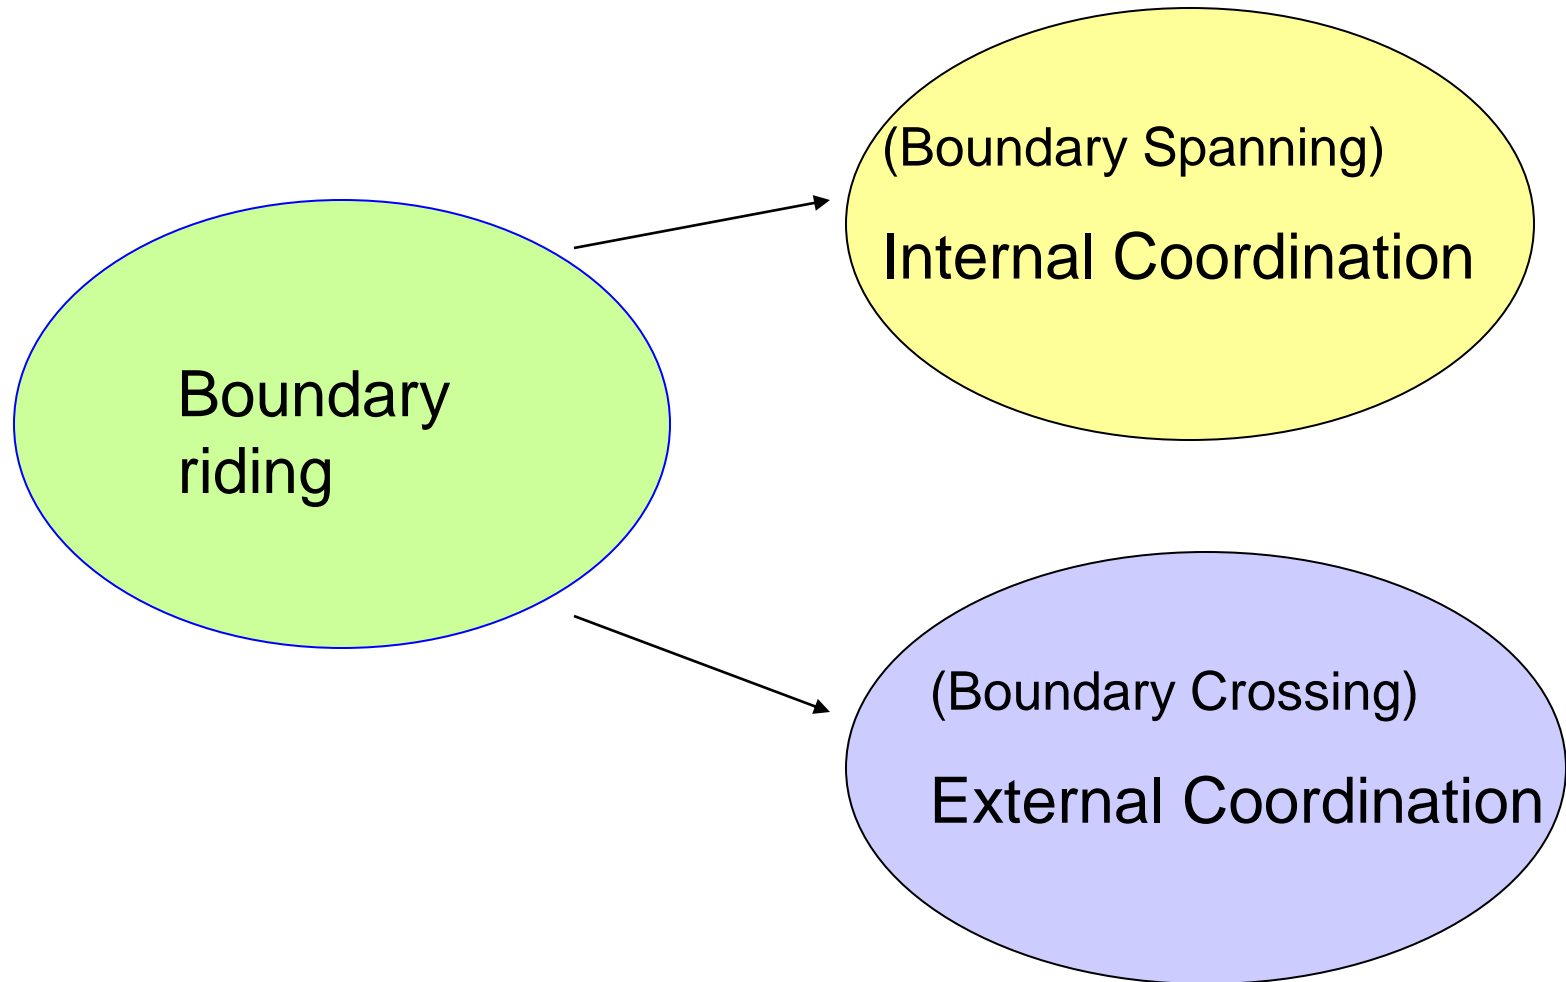 Boundary
riding
(Boundary Spanning)
Internal Coordination
(Boundary Crossing)
External Coordination